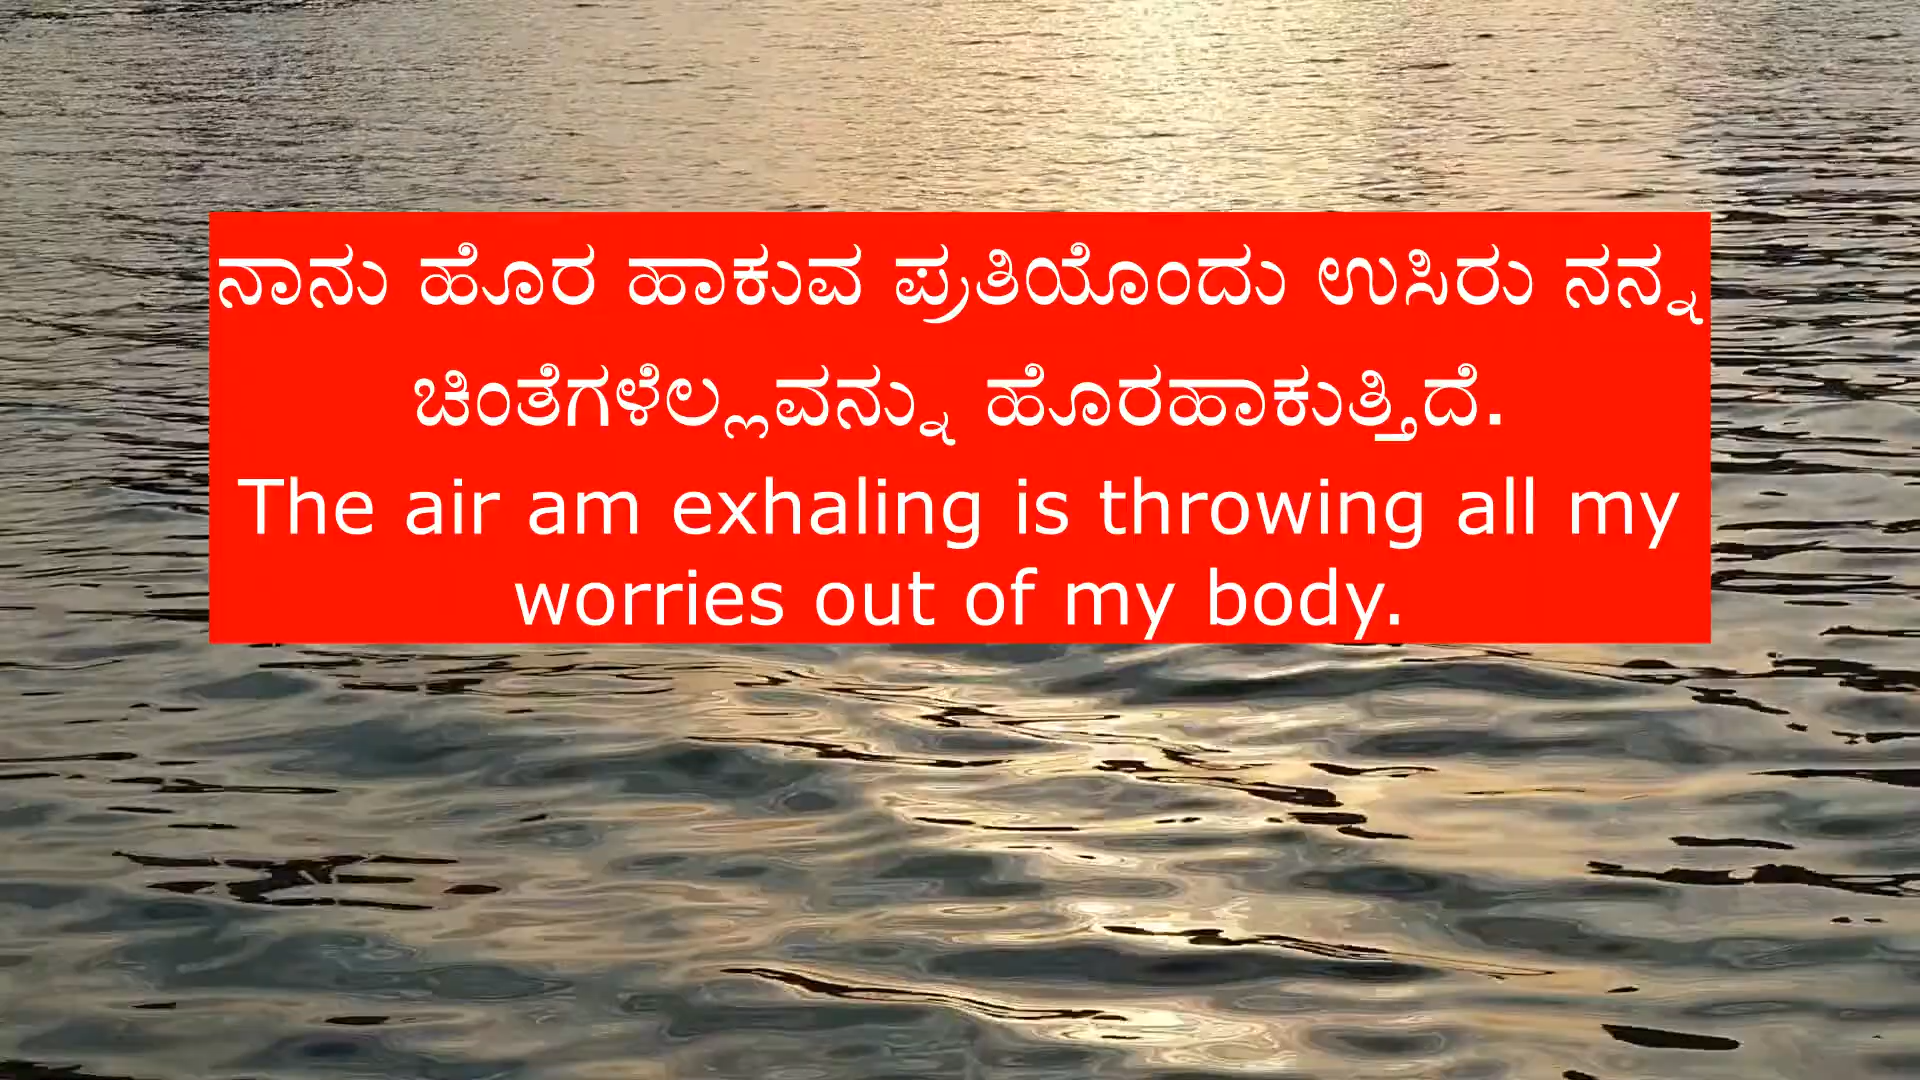 ನಾನು ಹೊರ ಹಾಕುವ ಪ್ರತಿಯೊಂದು ಉಸಿರು ನನ್ನ
ಚಿಂತೆಗಳೆಲ್ಲವನ್ನು ಹೊರಹಾಕುತ್ತಿದೆ.
The air am exhaling is throwing all my
worries out of my body.